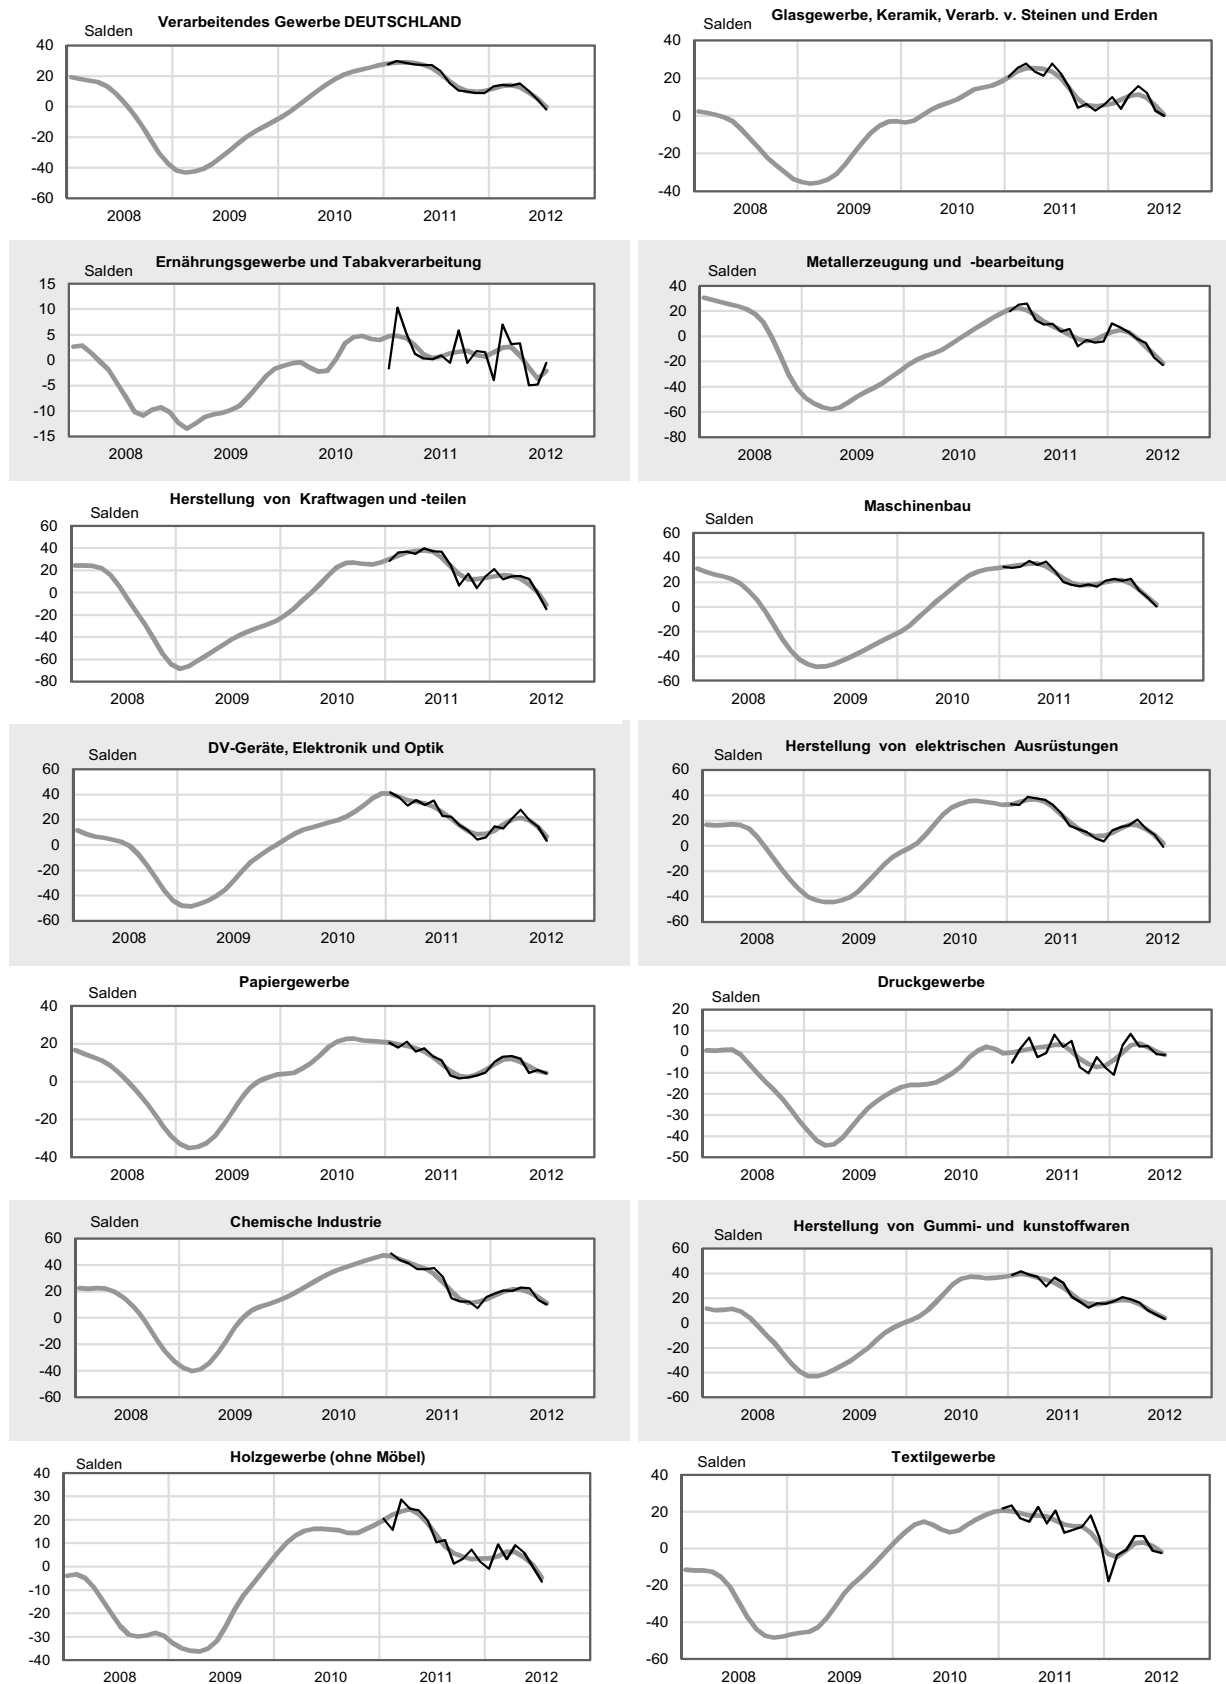 Verarbeitendes Gewerbe DEUTSCHLAND
Salden
40
20
0
-20
-40
-60
2008 2009 2010 2011 2012
Glasgewerbe, Keramik, Verarb. v. Steinen und Erden
Salden
40
20
0
-20
-40
2008 2009 2010 2011 2012
Ernährungsgewerbe und Tabakverarbeitung
Salden
15
10
5
0
-5
-10
-15
2008 2009 2010 2011 2012
Metallerzeugung und -bearbeitung
Salden
40
20
0
-20
-40
-60
-80
2008 2009 2010 2011 2012
Herstellung von Kraftwagen und -teilen
Salden
60
40
20
0
-20
-40
-60
-80
2008 2009 2010 2011 2012
Maschinenbau
Salden
60
40
20
0
-20
-40
-60
2008 2009 2010 2011 2012
DV-Geräte, Elektronik und Optik
Salden
60
40
20
0
-20
-40
-60
2008 2009 2010 2011 2012
Herstellung von elektrischen Ausrüstungen
Salden
60
40
20
0
-20
-40
-60
2008 2009 2010 2011 2012
Papiergewerbe
Salden
40
20
0
-20
-40
2008 2009 2010 2011 2012
Druckgewerbe
Salden
20
10
0
-10
-20
-30
-40
-50
2008 2009 2010 2011 2012
Chemische Industrie
Salden
60
40
20
0
-20
-40
-60
2008 2009 2010 2011 2012
Herstellung von Gummi- und kunstoffwaren
Salden
60
40
20
0
-20
-40
-60
2008 2009 2010 2011 2012
Holzgewerbe (ohne Möbel)
Salden
40
30
20
10
0
-10
-20
-30
-40
2008 2009 2010 2011 2012
Textilgewerbe
Salden
40
20
0
-20
-40
-60
2008 2009 2010 2011 2012